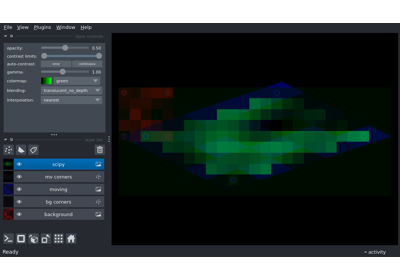 File View Plugins Window Help
opacity: 0.50
contrast limits:
auto-contrast: once continuous
gamma: 1.00
colormap: green
blending: translucent_no_depth
interpolation: nearest
scipy
mv corners
moving
bg corners
background
Ready
activity